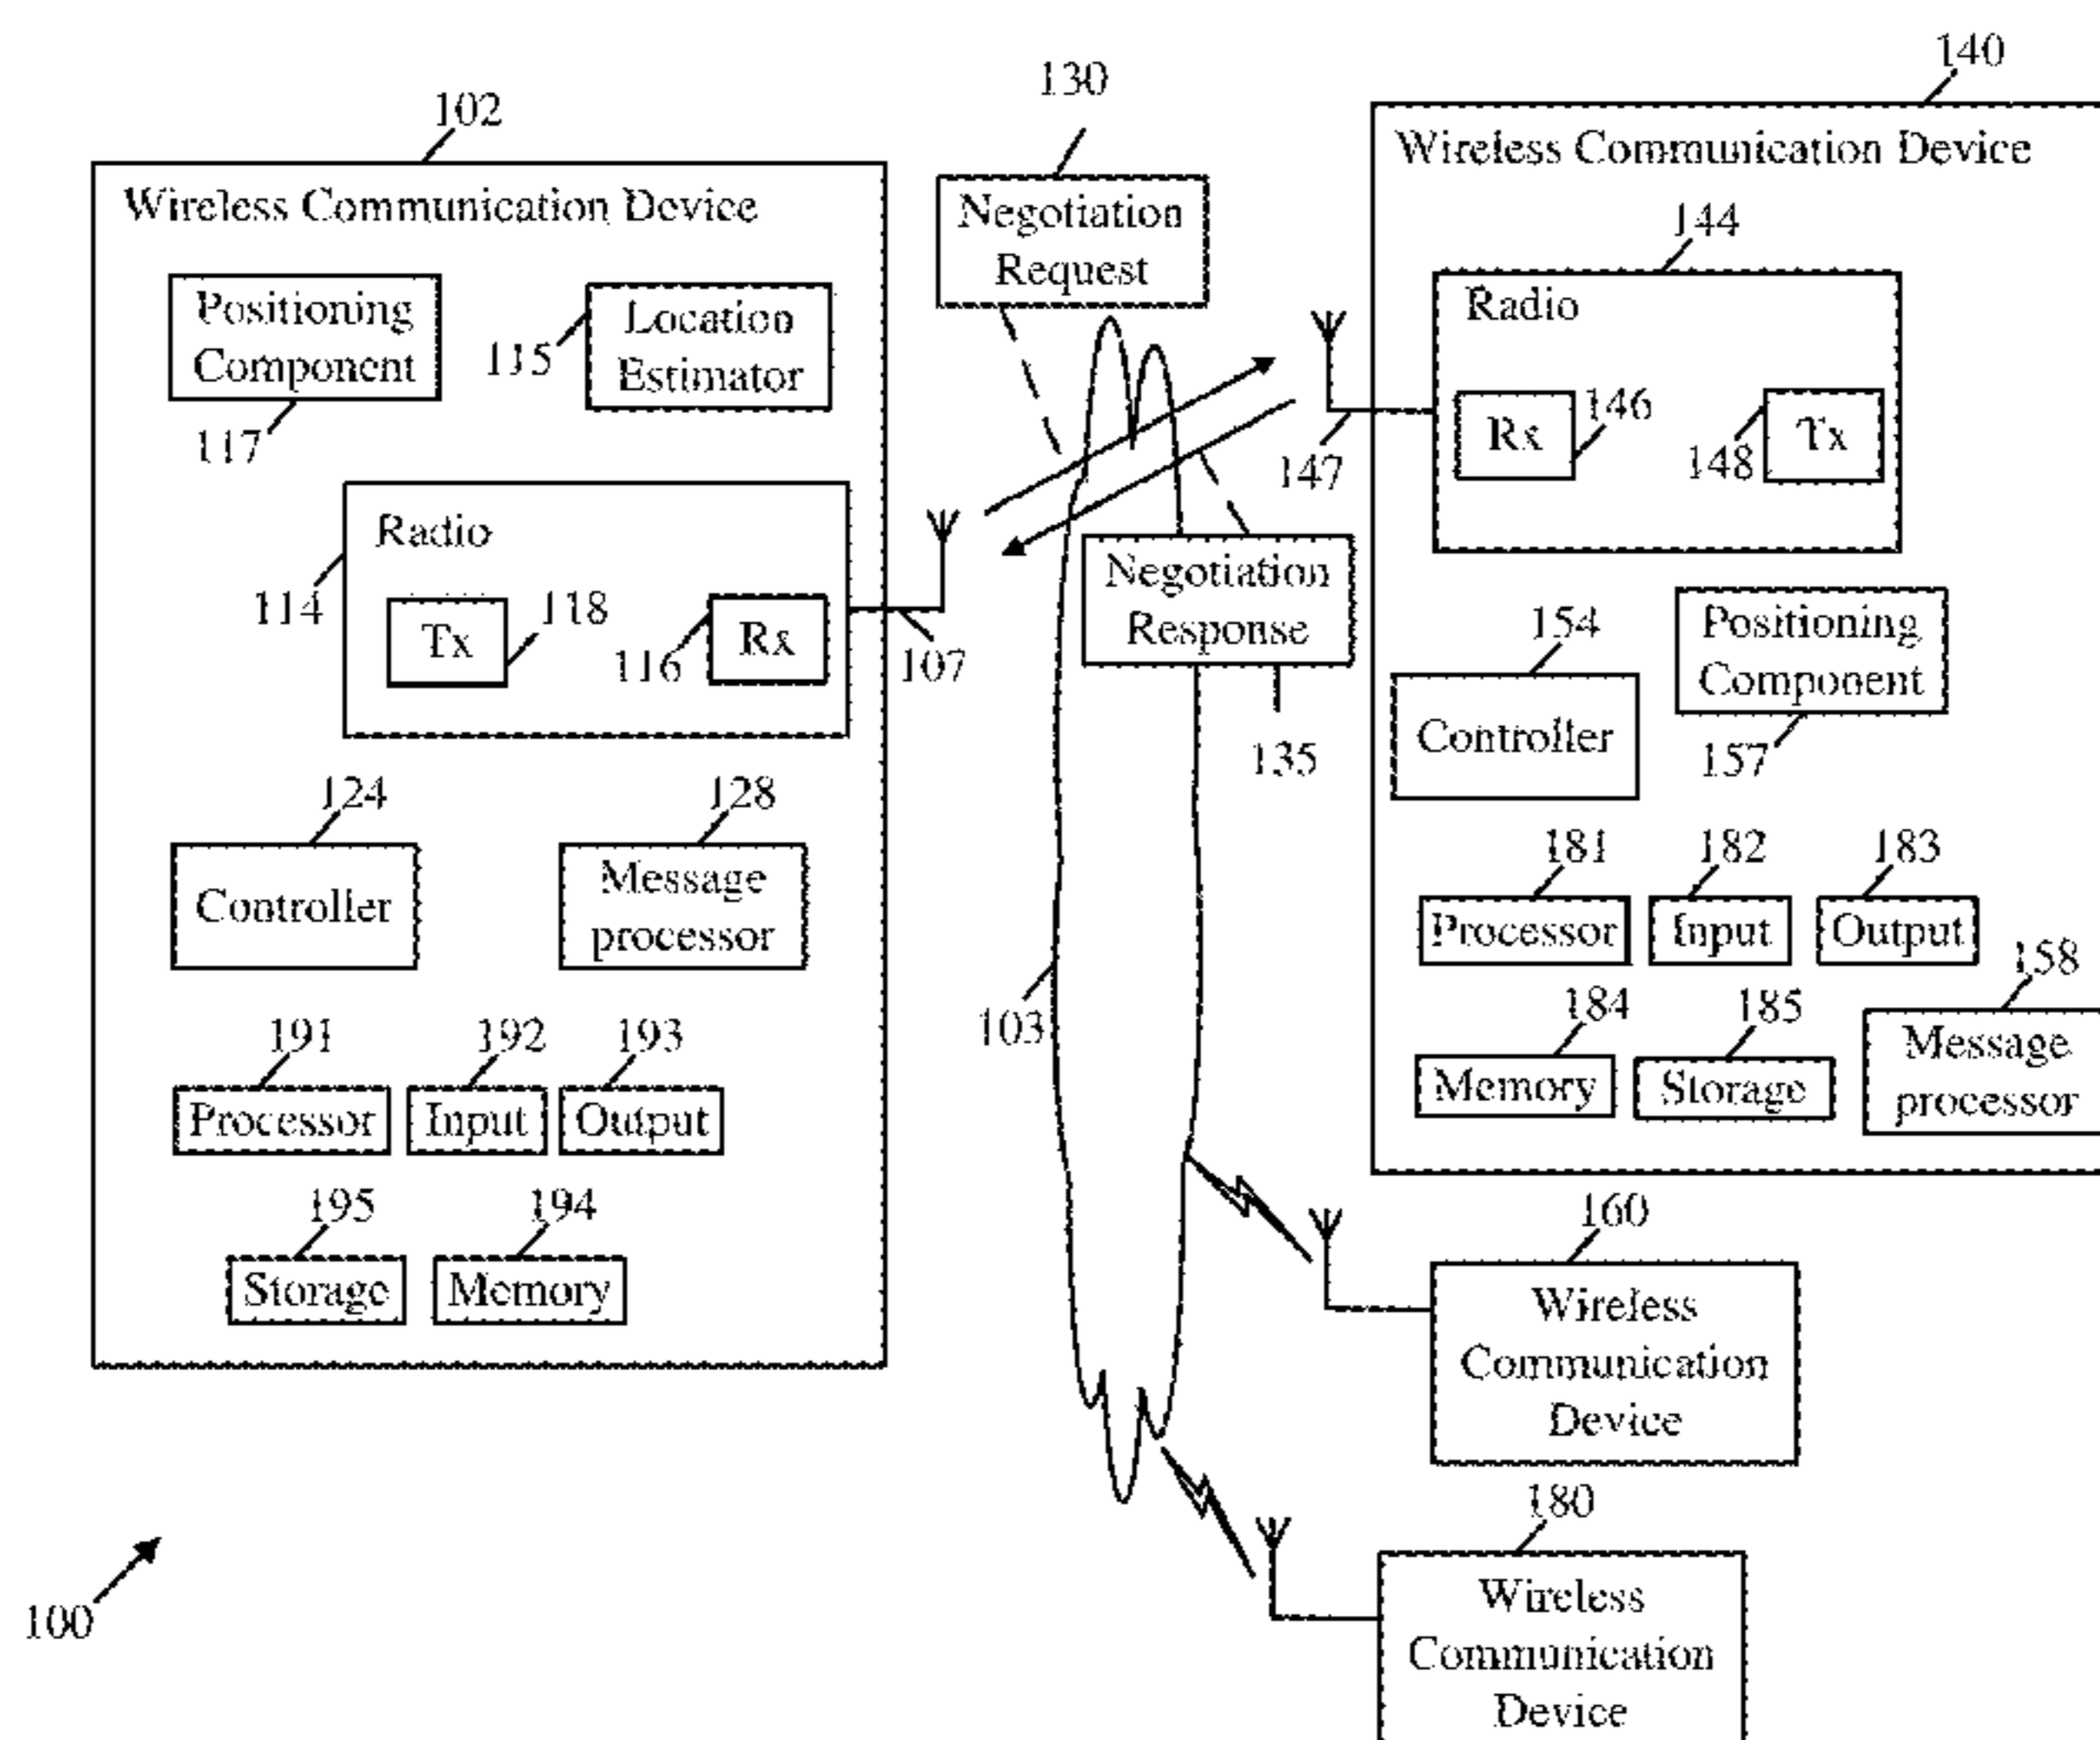 140
130
102
Wireless Communication Device
Wireless Communication Device
Negotiation
Request
144
Radio
Positioning
Component
117
Location
Estimator
115
Rx
146
148
Tx
147
Radio
114
Tx
118
116
Rx
107
Negotiation
Response
135
154
Controller
Positioning
Component
157
124
Controller
128
Message
processor
181
182
183
Processor
Input
Output
158
103
184
185
Memory
Storage
Message
processor
191
192
193
Processor
Input
Output
195
194
Storage
Memory
160
Wireless
Communication
Device
180
Wireless
Communication
Device
100